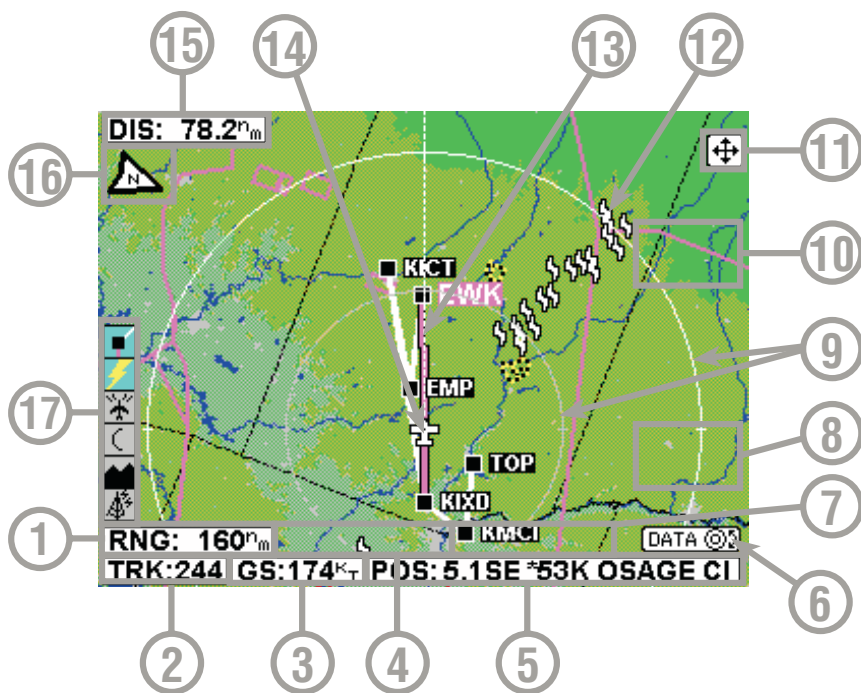 15
14
13
12
DIS: 78.2nm
16
N
11
10
KICT
EWK
9
EMP
17
8
TOP
KIXD
7
1
RNG: 160nm
KMCI
DATA
TRK:244 GS:174KT POS: 5.1SE *53K OSAGE CI
6
2
3
4
5